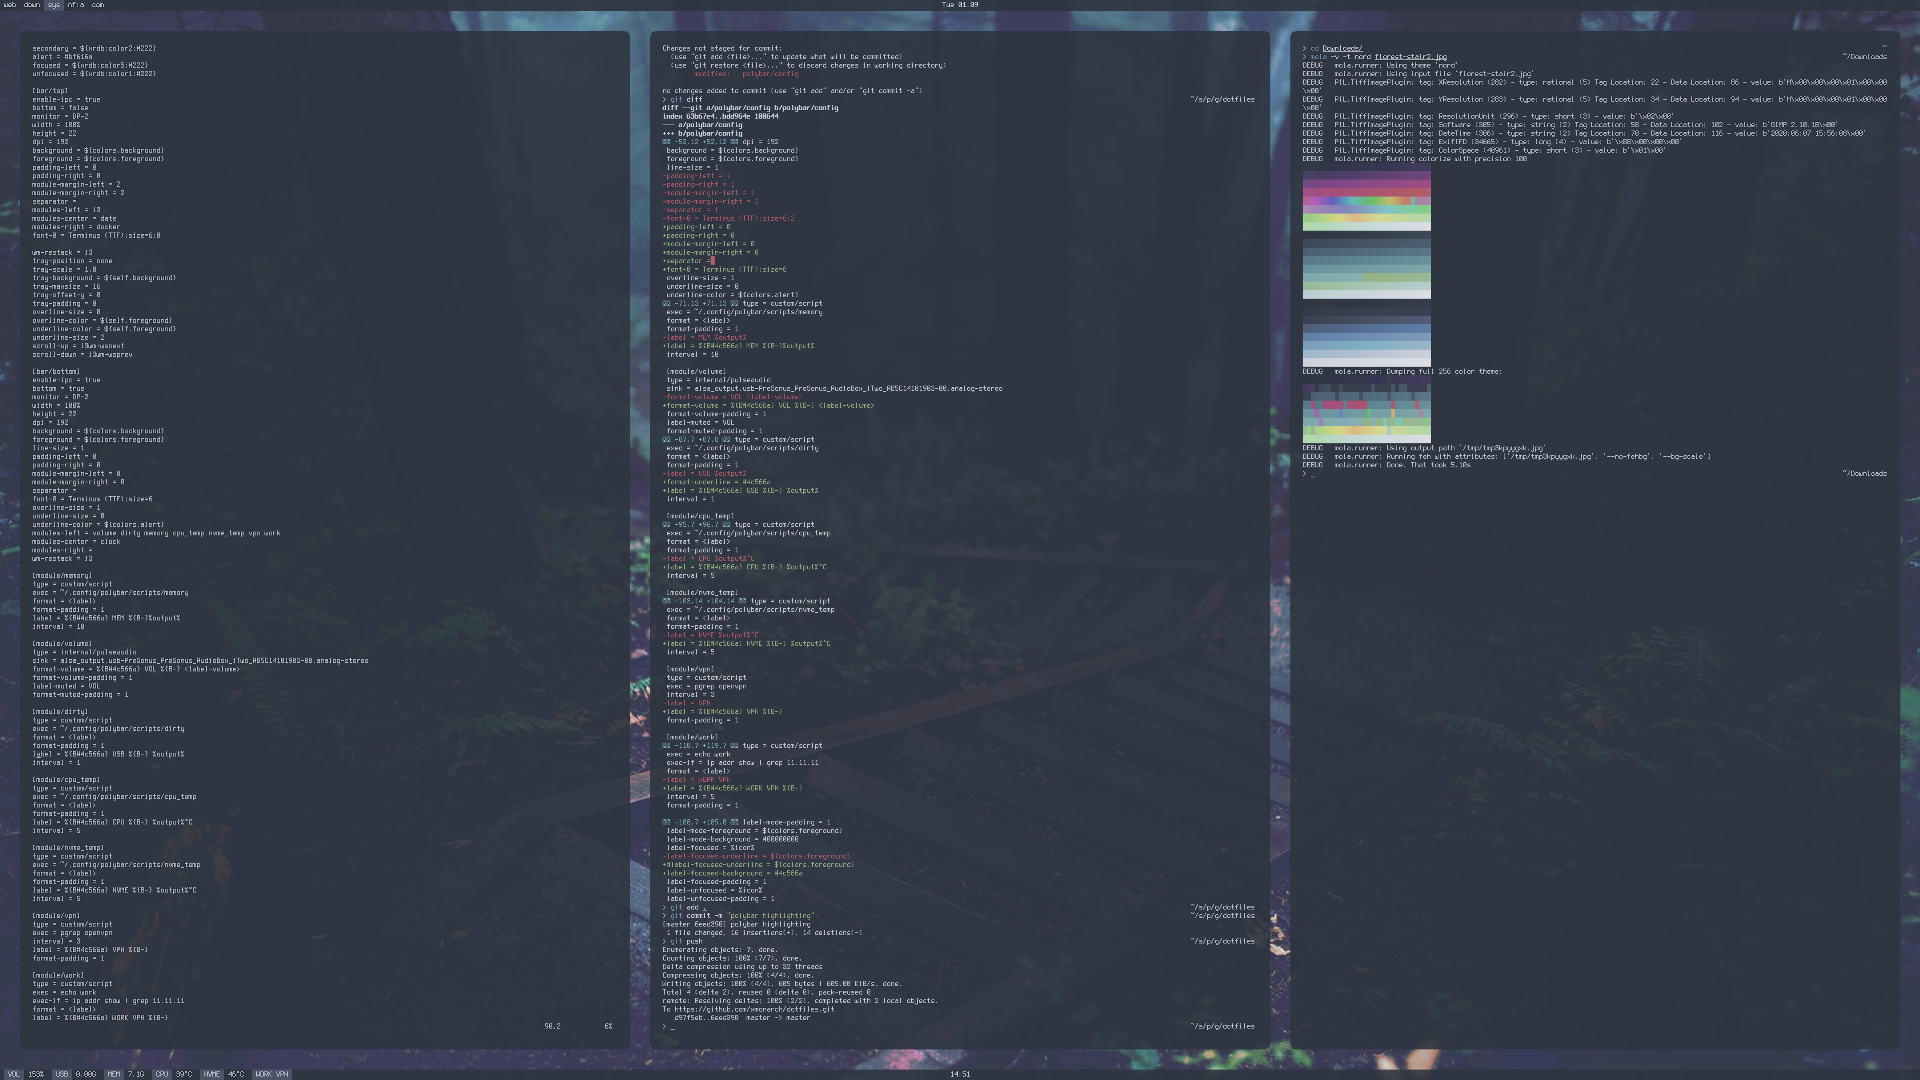 web down sys nf:a com
Tue 01.09
secondary = ${xrdb:color2:#222}
alert = #bf616a
focused = ${xrdb:color5:#222}
unfocused = ${xrdb:color1:#222}
[bar/top]
enable-ipc = true
bottom = false
monitor = DP-2
width = 100%
height = 22
dpi = 192
background = ${colors.background}
foreground = ${colors.foreground}
padding-left = 0
padding-right = 0
module-margin-left = 2
module-margin-right = 2
separator =
modules-left = i3
modules-center = date
modules-right = docker
font-0 = Terminus (TTF):size=6;0
wm-restack = i3
tray-position = none
tray-scale = 1.0
tray-background = ${self.background}
tray-maxsize = 16
tray-offset-y = 0
tray-padding = 0
overline-size = 0
overline-color = ${self.foreground}
underline-color = ${self.foreground}
underline-size = 2
scroll-up = i3wm-wsnext
scroll-down = i3wm-wsprev
[bar/bottom]
enable-ipc = true
bottom = true
monitor = DP-2
width = 100%
height = 22
dpi = 192
background = ${colors.background}
foreground = ${colors.foreground}
line-size = 1
padding-left = 0
padding-right = 0
module-margin-left = 0
module-margin-right = 0
separator =
font-0 = Terminus (TTF):size=6
overline-size = 1
underline-size = 0
underline-color = ${colors.alert}
modules-left = volume dirty memory cpu_temp nvme_temp vpn work
modules-center = clock
modules-right =
wm-restack = i3
[module/memory]
type = custom/script
exec = ~/.config/polybar/scripts/memory
format = <label>
format-padding = 1
label = %{B#4c566a} MEM %{B-}%output%
interval = 10
[module/volume]
type = internal/pulseaudio
sink = alsa_output.usb-PreSonus_PreSonus_AudioBox_iTwo_AB5C14101903-00.analog-stereo
format-volume = %{B#4c566a} VOL %{B-} <label-volume>
format-volume-padding = 1
label-muted = VOL
format-muted-padding = 1
[module/dirty]
type = custom/script
exec = ~/.config/polybar/scripts/dirty
format = <label>
format-padding = 1
label = %{B#4c566a} USB %{B-} %output%
interval = 1
[module/cpu_temp]
type = custom/script
exec = ~/.config/polybar/scripts/cpu_temp
format = <label>
format-padding = 1
label = %{B#4c566a} CPU %{B-} %output%°C
interval = 5
[module/nvme_temp]
type = custom/script
exec = ~/.config/polybar/scripts/nvme_temp
format = <label>
format-padding = 1
label = %{B#4c566a} NVME %{B-} %output%°C
interval = 5
[module/vpn]
type = custom/script
exec = pgrep openvpn
interval = 3
label = %{B#4c566a} VPN %{B-}
format-padding = 1
[module/work]
type = custom/script
exec = echo work
exec-if = ip addr show | grep 11.11.11
format = <label>
label = %{B#4c566a} WORK VPN %{B-}
90,2 6%
Changes not staged for commit:
(use "git add <file>..." to update what will be committed)
(use "git restore <file>..." to discard changes in working directory)
modified: polybar/config
no changes added to commit (use "git add" and/or "git commit -a")
> git diff ~/s/p/g/dotfiles
diff --git a/polybar/config b/polybar/config
index 63b67e4..bdd964e 100644
--- a/polybar/config
+++ b/polybar/config
@@ -52,12 +52,12 @@ dpi = 192
background = ${colors.background}
foreground = ${colors.foreground}
line-size = 1
-padding-left = 1
-padding-right = 1
-module-margin-left = 1
-module-margin-right = 1
-separator = |
-font-0 = Terminus (TTF):size=6;2
+padding-left = 0
+padding-right = 0
+module-margin-left = 0
+module-margin-right = 0
+separator =
+font-0 = Terminus (TTF):size=6
overline-size = 1
underline-size = 0
underline-color = ${colors.alert}
@@ -71,13 +71,13 @@ type = custom/script
exec = ~/.config/polybar/scripts/memory
format = <label>
format-padding = 1
-label = MEM %output%
+label = %{B#4c566a} MEM %{B-}%output%
interval = 10
[module/volume]
type = internal/pulseaudio
sink = alsa_output.usb-PreSonus_PreSonus_AudioBox_iTwo_AB5C14101903-00.analog-stereo
-format-volume = VOL <label-volume>
+format-volume = %{B#4c566a} VOL %{B-} <label-volume>
format-volume-padding = 1
label-muted = VOL
format-muted-padding = 1
@@ -87,7 +87,8 @@ type = custom/script
exec = ~/.config/polybar/scripts/dirty
format = <label>
format-padding = 1
-label = USB %output%
+format-underline = #4c566a
+label = %{B#4c566a} USB %{B-} %output%
interval = 1
[module/cpu_temp]
@@ -95,7 +96,7 @@ type = custom/script
exec = ~/.config/polybar/scripts/cpu_temp
format = <label>
format-padding = 1
-label = CPU %output%°C
+label = %{B#4c566a} CPU %{B-} %output%°C
interval = 5
[module/nvme_temp]
@@ -103,14 +104,14 @@ type = custom/script
exec = ~/.config/polybar/scripts/nvme_temp
format = <label>
format-padding = 1
-label = NVME %output%°C
+label = %{B#4c566a} NVME %{B-} %output%°C
interval = 5
[module/vpn]
type = custom/script
exec = pgrep openvpn
interval = 3
-label = VPN
+label = %{B#4c566a} VPN %{B-}
format-padding = 1
[module/work]
@@ -118,7 +119,7 @@ type = custom/script
exec = echo work
exec-if = ip addr show | grep 11.11.11
format = <label>
-label = WORK VPN
+label = %{B#4c566a} WORK VPN %{B-}
interval = 5
format-padding = 1
@@ -188,7 +189,8 @@ label-mode-padding = 1
label-mode-foreground = ${colors.foreground}
label-mode-background = #00000000
label-focused = %icon%
-label-focused-underline = ${colors.foreground}
+#label-focused-underline = ${colors.foreground}
+label-focused-background = #4c566a
label-focused-padding = 1
label-unfocused = %icon%
label-unfocused-padding = 1
> git add . ~/s/p/g/dotfiles
> git commit -m "polybar highlighting" ~/s/p/g/dotfiles
[master 6eed390] polybar highlighting
1 file changed, 16 insertions(+), 14 deletions(-)
> git push ~/s/p/g/dotfiles
Enumerating objects: 7, done.
Counting objects: 100% (7/7), done.
Delta compression using up to 32 threads
Compressing objects: 100% (4/4), done.
Writing objects: 100% (4/4), 605 bytes | 605.00 KiB/s, done.
Total 4 (delta 2), reused 0 (delta 0), pack-reused 0
remote: Resolving deltas: 100% (2/2), completed with 2 local objects.
To https://github.com/xmonarch/dotfiles.git
d97f5eb..6eed390 master -> master
> _ ~/s/p/g/dotfiles
> cd Downloads/ ~
> mola -v -t nord florest-stair2.jpg ~/Downloads
DEBUG mola.runner: Using theme 'nord'
DEBUG mola.runner: Using input file 'florest-stair2.jpg'
DEBUG PIL.TiffImagePlugin: tag: XResolution (282) - type: rational (5) Tag Location: 22 - Data Location: 86 - value: b'H\x00\x00\x00\x01\x00\x00
\x00'
DEBUG PIL.TiffImagePlugin: tag: YResolution (283) - type: rational (5) Tag Location: 34 - Data Location: 94 - value: b'H\x00\x00\x00\x01\x00\x00
\x00'
DEBUG PIL.TiffImagePlugin: tag: ResolutionUnit (296) - type: short (3) - value: b'\x02\x00'
DEBUG PIL.TiffImagePlugin: tag: Software (305) - type: string (2) Tag Location: 58 - Data Location: 102 - value: b'GIMP 2.10.18\x00'
DEBUG PIL.TiffImagePlugin: tag: DateTime (306) - type: string (2) Tag Location: 70 - Data Location: 116 - value: b'2020:06:07 15:56:08\x00'
DEBUG PIL.TiffImagePlugin: tag: ExifIFD (34665) - type: long (4) - value: b'\x88\x00\x00\x00'
DEBUG PIL.TiffImagePlugin: tag: ColorSpace (40961) - type: short (3) - value: b'\x01\x00'
DEBUG mola.runner: Running colorize with precision 100
DEBUG mola.runner: Dumping full 256 color theme:
DEBUG mola.runner: Using output path '/tmp/tmp3kpyygxk.jpg'
DEBUG mola.runner: Running feh with attributes: ['/tmp/tmp3kpyygxk.jpg', '--no-fehbg', '--bg-scale']
DEBUG mola.runner: Done. That took 5.10s
> _ ~/Downloads
VOL 153% USB 0.00G MEM 7.1G CPU 39°C NVME 46°C WORK VPN
14:51